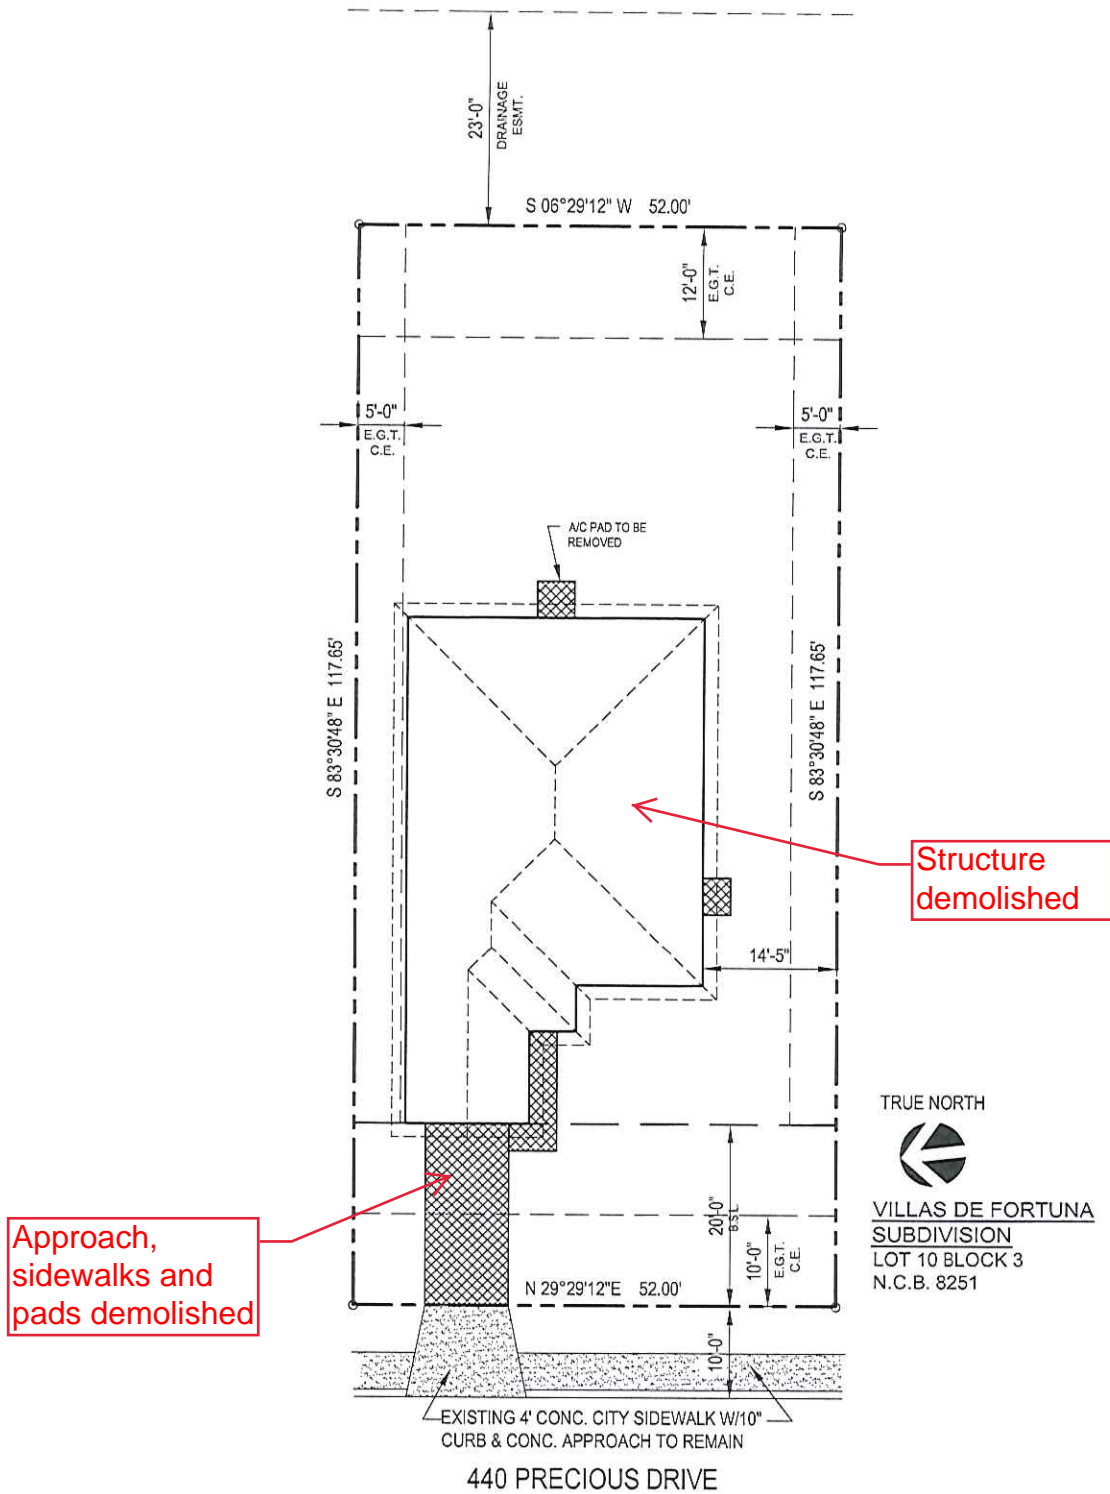 23'-0"
DRAINAGE
ESMT.
S 06°29'12" W 52.00'
12'-0"
E.G.T.
C.E.
5'-0"
E.G.T.
C.E.
5'-0"
E.G.T.
C.E.
A/C PAD TO BE
REMOVED
S 83°30'48" E 117.65'
S 83°30'48" E 117.65'
Structure
demolished
14'-5"
TRUE NORTH
VILLAS DE FORTUNA
SUBDIVISION
LOT 10 BLOCK 3
N.C.B. 8251
20'-0"
B.S.L.
10'-0"
E.G.T.
C.E.
Approach,
sidewalks and
pads demolished
N 29°29'12"E 52.00'
10'-0"
EXISTING 4' CONC. CITY SIDEWALK W/10"
CURB & CONC. APPROACH TO REMAIN
440 PRECIOUS DRIVE